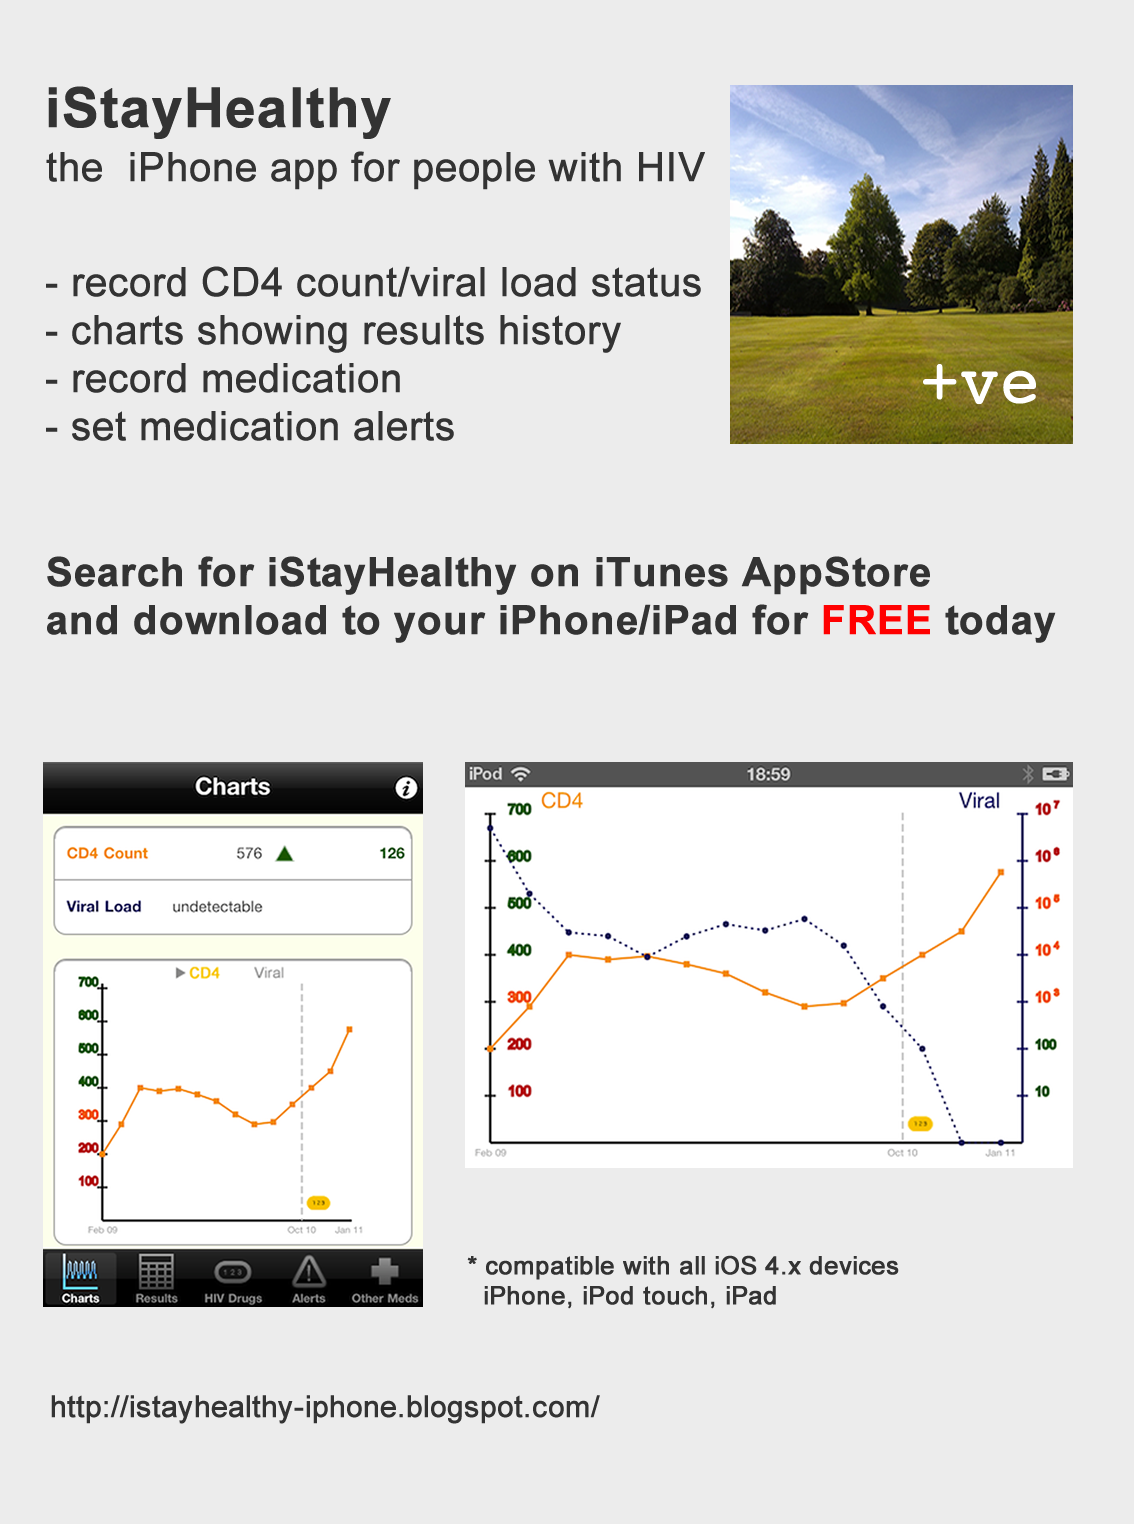 iStayHealthy
the iPhone app for people with HIV
- record CD4 count/viral load status
- charts showing results history
- record medication
- set medication alerts
+ve
Search for iStayHealthy on iTunes AppStore
and download to your iPhone/iPad for FREE today
Charts
i
CD4 Count 576 126
Viral Load undetectable
CD4 Viral
700
600
500
400
300
200
100
123
Feb 09 Oct 10 Jan 11
Charts Results HIV Drugs Alerts Other Meds
123
iPod 18:59
CD4 Viral
700 10^7
600 10^6
500 10^5
400 10^4
300 10^3
200 100
100 10
123
Feb 09 Oct 10 Jan 11
* compatible with all iOS 4.x devices
iPhone, iPod touch, iPad
http://istayhealthy-iphone.blogspot.com/